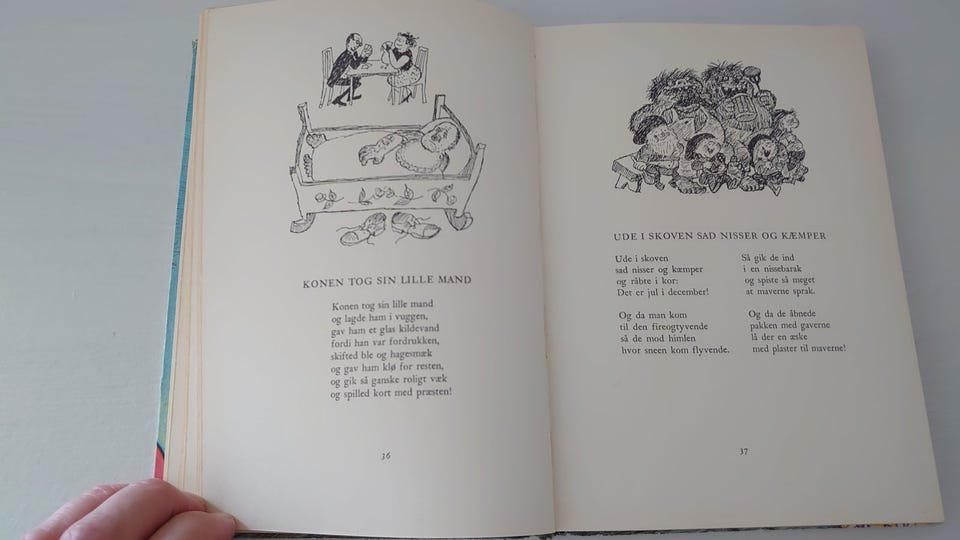 KONEN TOG SIN LILLE MAND
Konen tog sin lille mand
og lagde ham i vuggen,
gav ham et glas kildevand
fordi han var fordrukken,
skifted ble og hagesmæk
og gav ham klø for resten,
og gik så ganske roligt væk
og spilled kort med præsten!
36
UDE I SKOVEN SAD NISSER OG KÆMPER
Ude i skoven
sad nisser og kæmper
og råbte i kor:
Det er jul i december!
Og da man kom
til den fireogtyvende
så de mod himlen
hvor sneen kom flyvende.
Så gik de ind
i en nissebarak
og spiste så meget
at maverne sprak.
Og da de åbnede
pakken med gaverne
lå der en æske
med plaster til maverne!
37